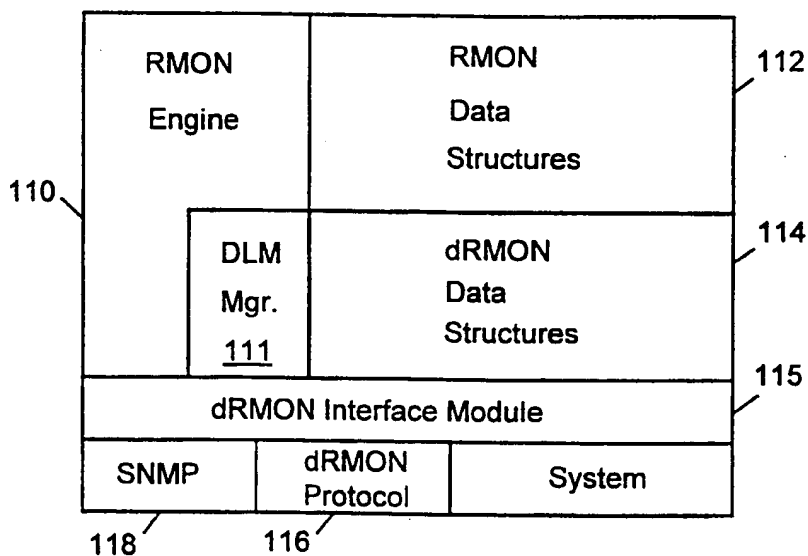 RMON
Engine
RMON
Data
Structures
112
110
DLM
Mgr.
111
dRMON
Data
Structures
114
115
dRMON Interface Module
SNMP
dRMON
Protocol
System
118
116